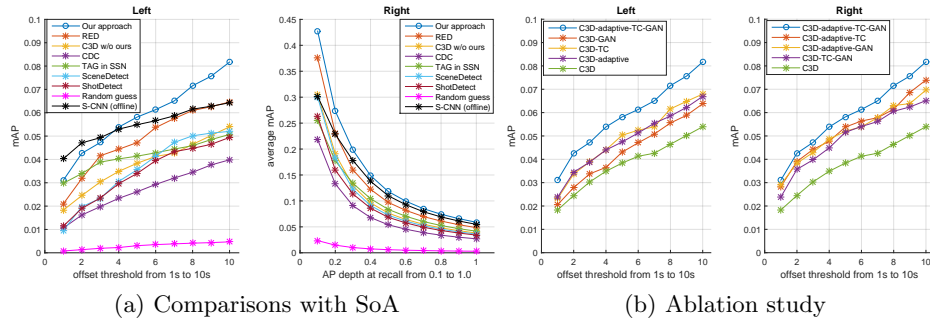 Left
mAP
0.1
0.09
0.08
0.07
0.06
0.05
0.04
0.03
0.02
0.01
0
Our approach
RED
C3D w/o ours
CDC
TAG in SSN
SceneDetect
ShotDetect
Random guess
S-CNN (offline)
0 2 4 6 8 10
offset threshold from 1s to 10s
Right
average mAP
0.45
0.4
0.35
0.3
0.25
0.2
0.15
0.1
0.05
0
Our approach
RED
C3D w/o ours
CDC
TAG in SSN
SceneDetect
ShotDetect
Random guess
S-CNN (offline)
0 0.2 0.4 0.6 0.8 1
AP depth at recall from 0.1 to 1.0
(a) Comparisons with SoA
Left
mAP
0.1
0.09
0.08
0.07
0.06
0.05
0.04
0.03
0.02
0.01
0
C3D-adaptive-TC-GAN
C3D-GAN
C3D-TC
C3D-adaptive
C3D
0 2 4 6 8 10
offset threshold from 1s to 10s
Right
mAP
0.1
0.09
0.08
0.07
0.06
0.05
0.04
0.03
0.02
0.01
0
C3D-adaptive-TC-GAN
C3D-adaptive-TC
C3D-adaptive-GAN
C3D-TC-GAN
C3D
0 2 4 6 8 10
offset threshold from 1s to 10s
(b) Ablation study